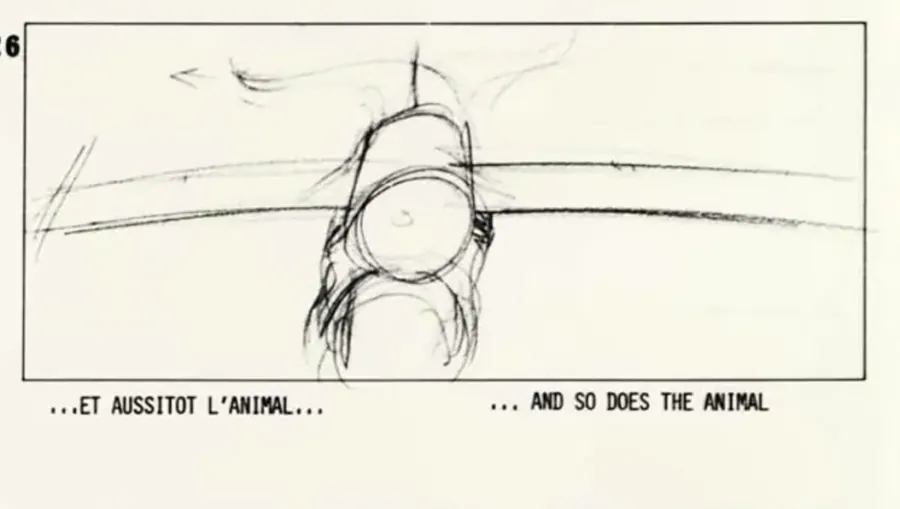 6
...ET AUSSITOT L'ANIMAL...
... AND SO DOES THE ANIMAL